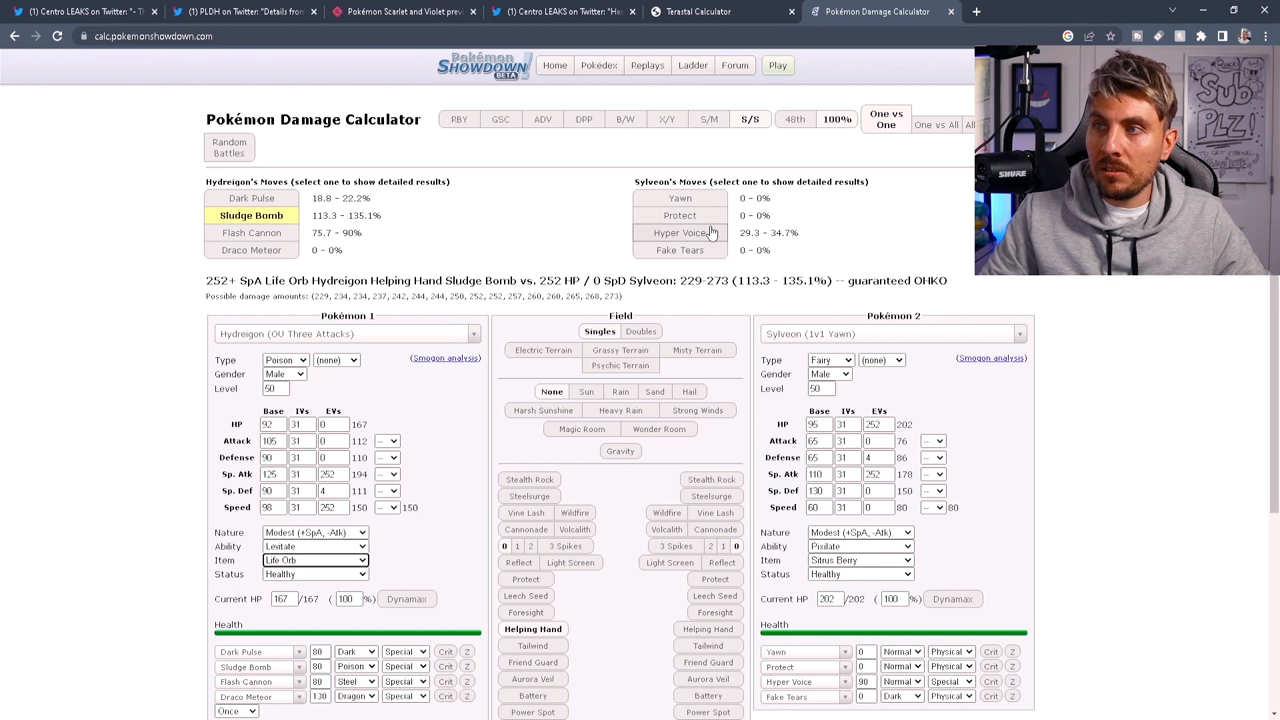 (1) Centro LEAKS on Twitter: "- Th
PLDH on Twitter: "Details from
Pokémon Scarlet and Violet prev
(1) Centro LEAKS on Twitter: "He
Terastal Calculator
Pokémon Damage Calculator
calc.pokemonshowdown.com
Pokémon SHOWDOWN! BETA
Home Pokédex Replays Ladder Forum Play
Pokémon Damage Calculator
RBY GSC ADV DPP B/W X/Y S/M S/S 48th 100% One vs One One vs All All
Random Battles
SUB PLZ!
SHURE
Hydreigon's Moves (select one to show detailed results)
Dark Pulse 18.8 - 22.2%
Sludge Bomb 113.3 - 135.1%
Flash Cannon 75.7 - 90%
Draco Meteor 0 - 0%
Sylveon's Moves (select one to show detailed results)
Yawn 0 - 0%
Protect 0 - 0%
Hyper Voice 29.3 - 34.7%
Fake Tears 0 - 0%
252+ SpA Life Orb Hydreigon Helping Hand Sludge Bomb vs. 252 HP / 0 SpD Sylveon: 229-273 (113.3 - 135.1%) -- guaranteed OHKO
Possible damage amounts: (229, 234, 234, 237, 242, 244, 244, 250, 252, 252, 257, 260, 260, 265, 268, 273)
Pokémon 1
Hydreigon (OU Three Attacks)
Type Poison (none) (Smogon analysis)
Gender Male
Level 50
Base IVs EVs
HP 92 31 0 167
Attack 105 31 0 112 --
Defense 90 31 0 110 --
Sp. Atk 125 31 252 194 --
Sp. Def 90 31 4 111 --
Speed 98 31 252 150 -- 150
Nature Modest (+SpA, -Atk)
Ability Levitate
Item Life Orb
Status Healthy
Current HP 167 /167 ( 100 %) Dynamax
Health
Dark Pulse 80 Dark Special Crit Z
Sludge Bomb 80 Poison Special Crit Z
Flash Cannon 80 Steel Special Crit Z
Draco Meteor 130 Dragon Special Crit Z
Once
Field
Singles Doubles
Electric Terrain Grassy Terrain Misty Terrain
Psychic Terrain
None Sun Rain Sand Hail
Harsh Sunshine Heavy Rain Strong Winds
Magic Room Wonder Room
Gravity
Stealth Rock Stealth Rock
Steelsurge Steelsurge
Vine Lash Wildfire Wildfire Vine Lash
Cannonade Volcalith Volcalith Cannonade
0 1 2 3 Spikes 3 Spikes 2 1 0
Reflect Light Screen Light Screen Reflect
Protect Protect
Leech Seed Leech Seed
Foresight Foresight
Helping Hand Helping Hand
Tailwind Tailwind
Friend Guard Friend Guard
Aurora Veil Aurora Veil
Battery Battery
Power Spot Power Spot
Pokémon 2
Sylveon (1v1 Yawn)
Type Fairy (none) (Smogon analysis)
Gender Male
Level 50
Base IVs EVs
HP 95 31 252 202
Attack 65 31 0 76 --
Defense 65 31 4 86 --
Sp. Atk 110 31 252 178 --
Sp. Def 130 31 0 150 --
Speed 60 31 0 80 -- 80
Nature Modest (+SpA, -Atk)
Ability Pixilate
Item Sitrus Berry
Status Healthy
Current HP 202 /202 ( 100 %) Dynamax
Health
Yawn 0 Normal Physical Crit Z
Protect 0 Normal Physical Crit Z
Hyper Voice 90 Normal Special Crit Z
Fake Tears 0 Dark Physical Crit Z